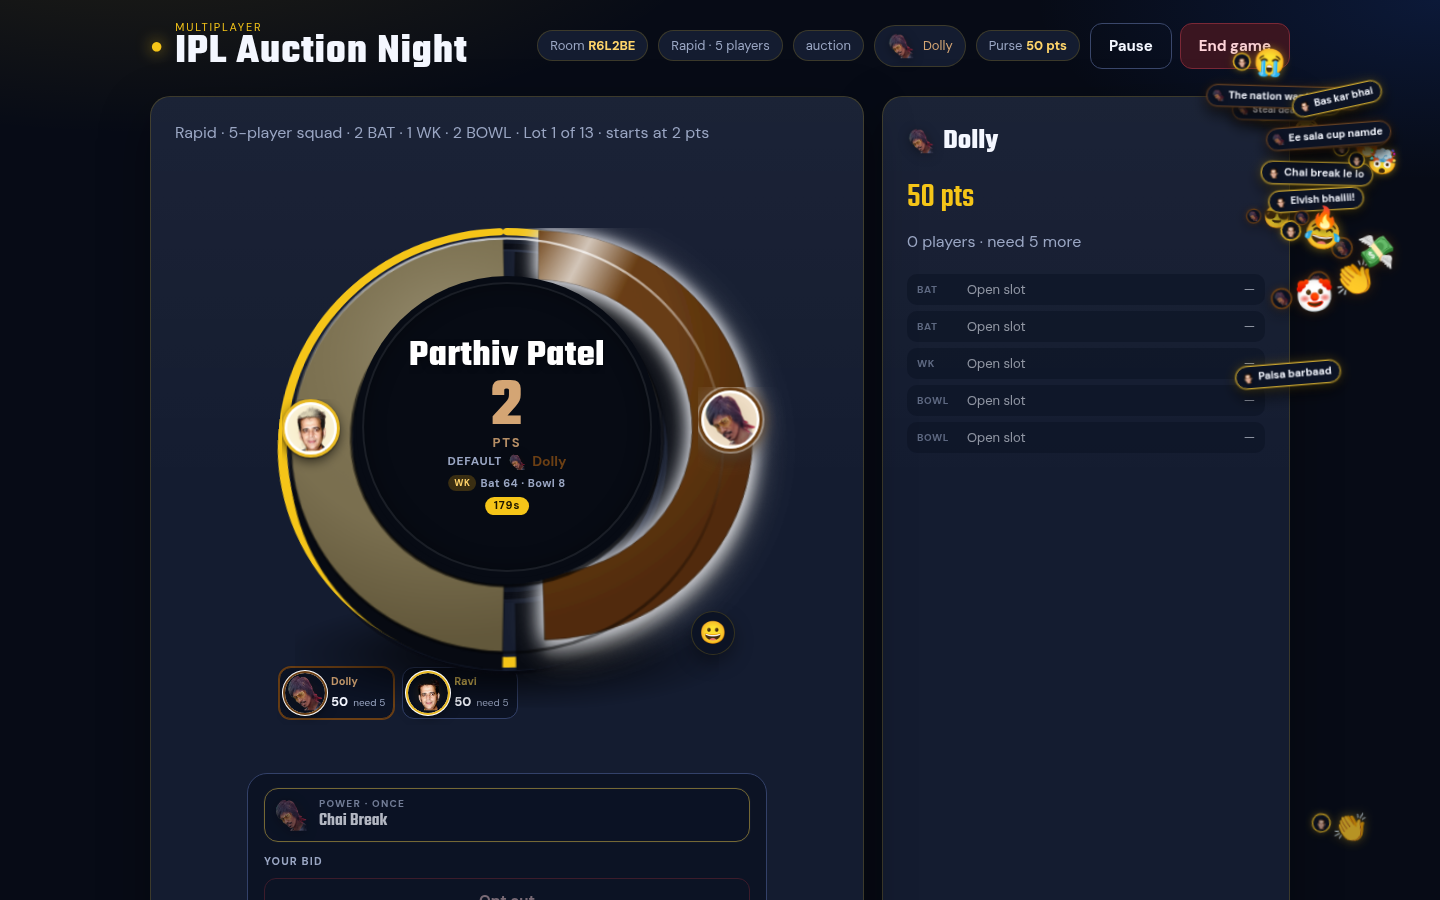 MULTIPLAYER
IPL Auction Night
Room R6L2BE
Rapid · 5 players
auction
Dolly
Purse 50 pts
Pause
End game
Rapid · 5-player squad · 2 BAT · 1 WK · 2 BOWL · Lot 1 of 13 · starts at 2 pts
Parthiv Patel
2
PTS
DEFAULT Dolly
WK Bat 64 · Bowl 8
179s
Dolly
50 need 5
Ravi
50 need 5
POWER · ONCE
Chai Break
YOUR BID
Opt out
Dolly
50 pts
0 players · need 5 more
BAT Open slot —
BAT Open slot —
WK Open slot —
BOWL Open slot —
BOWL Open slot —
The nation
Bas kar bhai
Ee sala cup namde
Chai break le lo
Elvish bhaiii!
Paisa barbaad